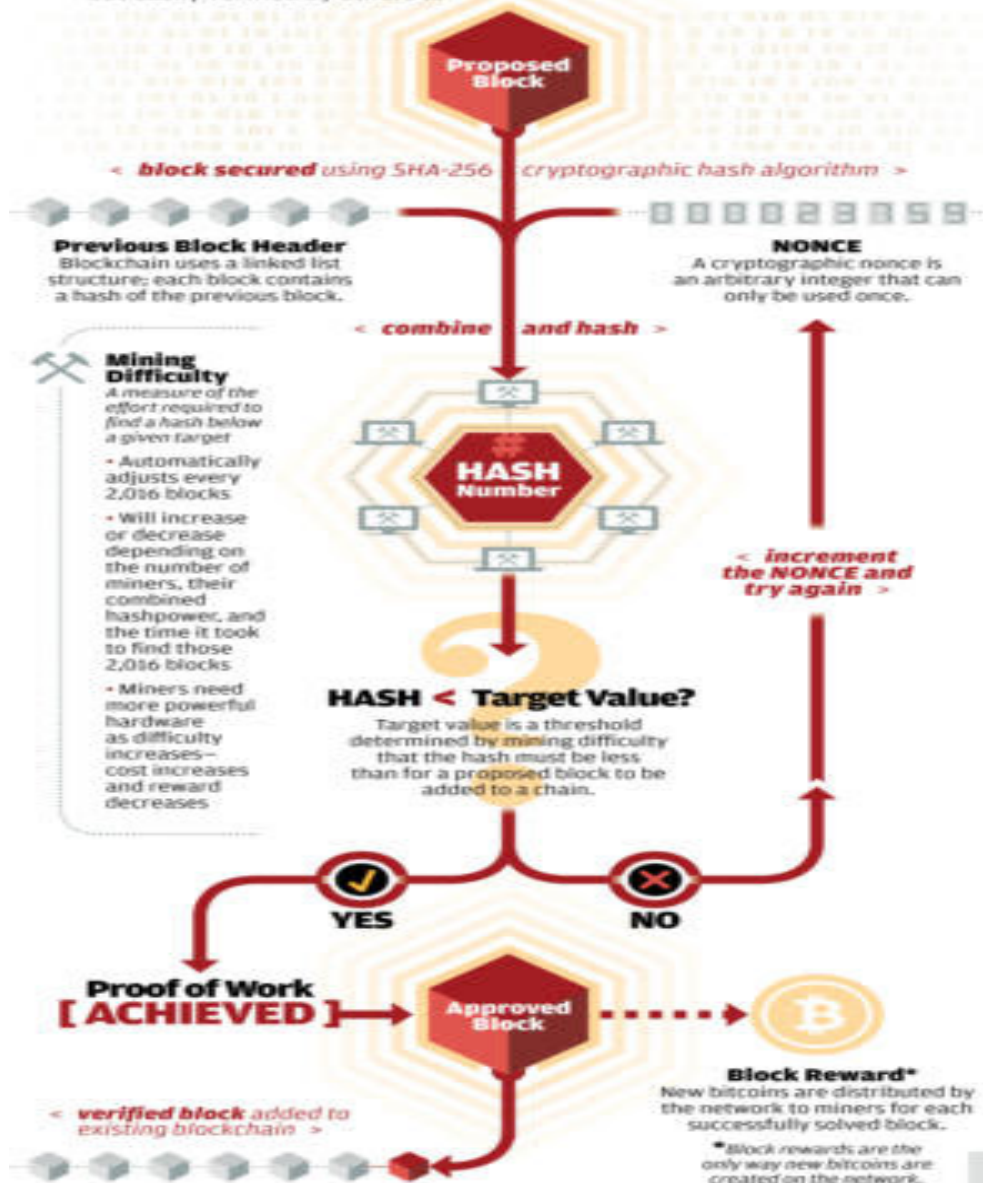 Proposed
Block
< block secured using SHA-256 cryptographic hash algorithm >
Previous Block Header
Blockchain uses a linked list
structure; each block contains
a hash of the previous block.
NONCE
A cryptographic nonce is
an arbitrary integer that can
only be used once.
< combine and hash >
Mining
Difficulty
A measure of the
effort required to
find a hash below
a given target
• Automatically
adjusts every
2,016 blocks
• Will increase
or decrease
depending on
the number of
miners, their
combined
hashpower, and
the time it took
to find those
2,016 blocks
• Miners need
more powerful
hardware
as difficulty
increases—
cost increases
and reward
decreases
#
HASH
Number
< increment
the NONCE and
try again >
?
HASH < Target Value?
Target value is a threshold
determined by mining difficulty
that the hash must be less
than for a proposed block to be
added to a chain.
YES
NO
Proof of Work
[ ACHIEVED ]
Approved
Block
Block Reward*
New bitcoins are distributed by
the network to miners for each
successfully solved block.
*Block rewards are the
only way new bitcoins are
created on the network.
< verified block added to
existing blockchain >